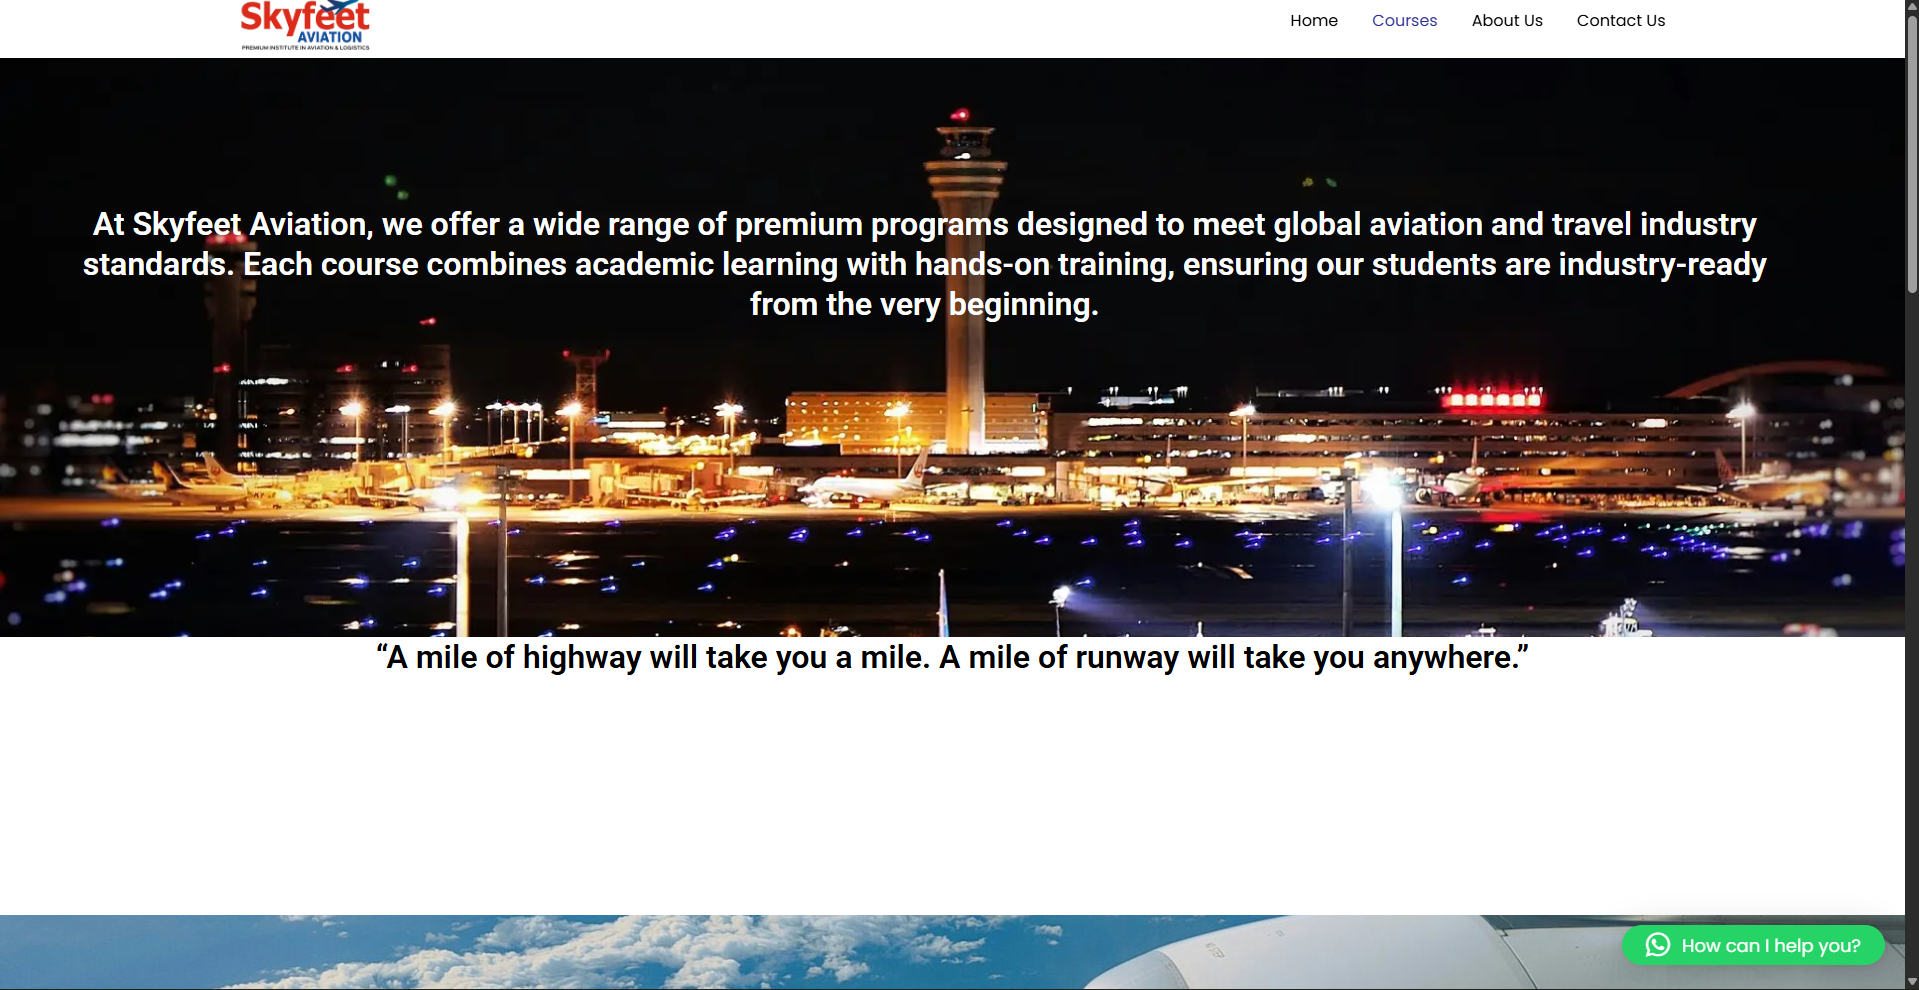 Skyfeet
AVIATION
PREMIUM INSTITUTE IN AVIATION & LOGISTICS
Home
Courses
About Us
Contact Us
At Skyfeet Aviation, we offer a wide range of premium programs designed to meet global aviation and travel industry
standards. Each course combines academic learning with hands-on training, ensuring our students are industry-ready
from the very beginning.
“A mile of highway will take you a mile. A mile of runway will take you anywhere.”
NO STEP
How can I help you?